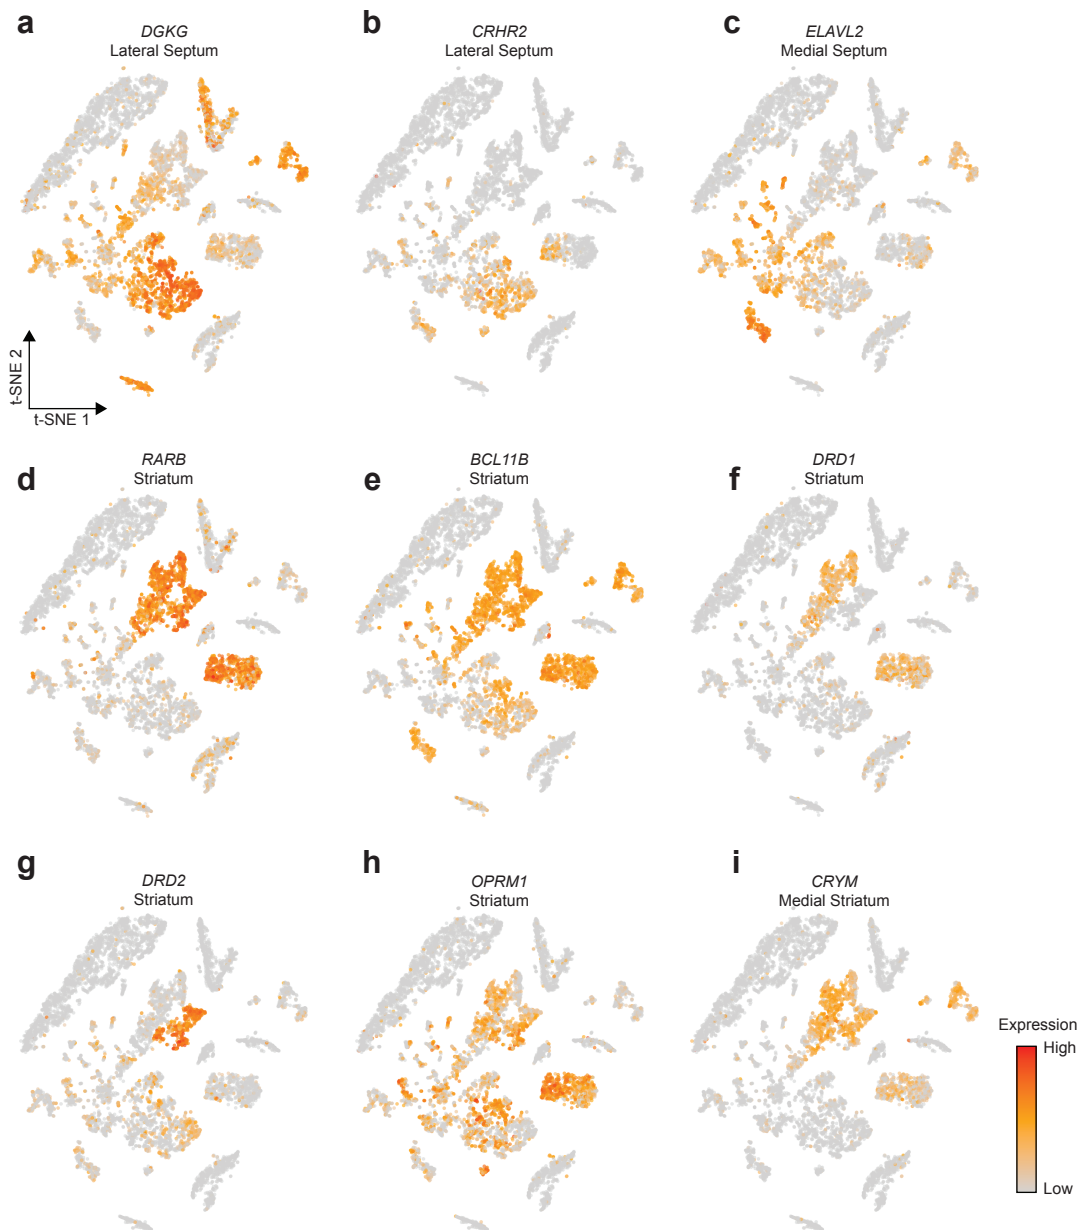 a
DGKG
Lateral Septum
b
CRHR2
Lateral Septum
c
ELAVL2
Medial Septum
t-SNE 2
t-SNE 1
d
RARB
Striatum
e
BCL11B
Striatum
f
DRD1
Striatum
g
DRD2
Striatum
h
OPRM1
Striatum
i
CRYM
Medial Striatum
Expression
High
Low